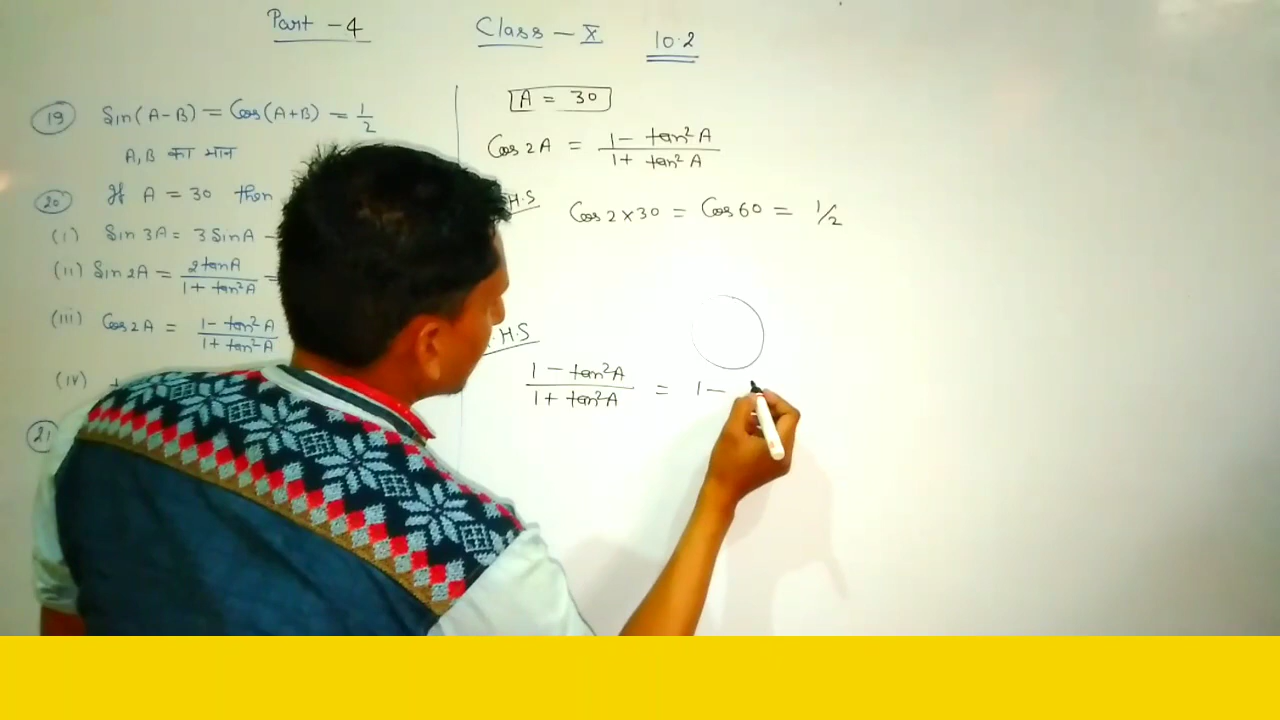 Part - 4
Class - X
10.2
19 Sin(A-B) = Cos(A+B) = 1/2
A, B का मान
20 If A = 30 then
(i) Sin 3A = 3 SinA -
(ii) Sin 2A = 2 tanA / 1 + tan²A =
(iii) Cos 2A = 1 - tan²A / 1 + tan²A
(iv)
21
A = 30
Cos 2A = 1 - tan²A / 1 + tan²A
.H.S
Cos 2×30 = Cos 60 = 1/2
.H.S
1 - tan²A / 1 + tan²A = 1 -